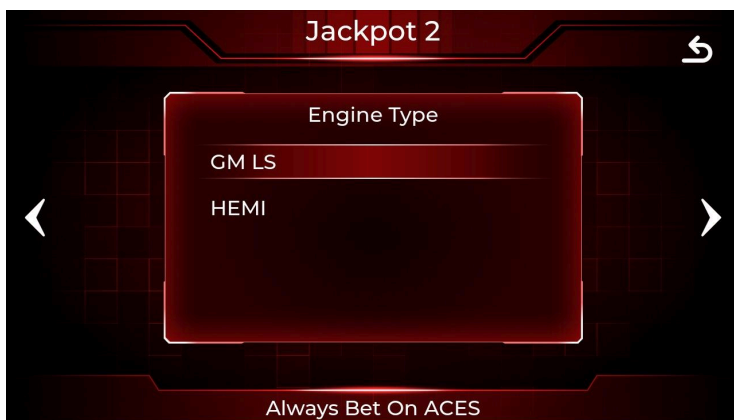 Jackpot 2
Engine Type
GM LS
HEMI
Always Bet On ACES